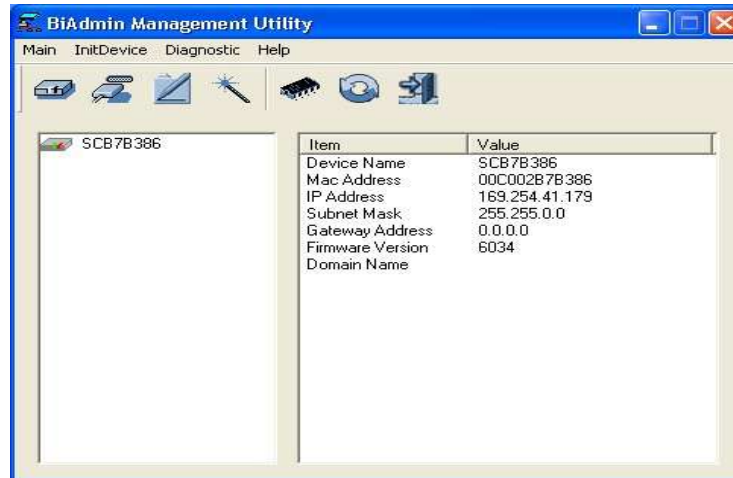 BiAdmin Management Utility
Main InitDevice Diagnostic Help
SCB7B386
Item Value
Device Name SCB7B386
Mac Address 00C002B7B386
IP Address 169.254.41.179
Subnet Mask 255.255.0.0
Gateway Address 0.0.0.0
Firmware Version 6034
Domain Name